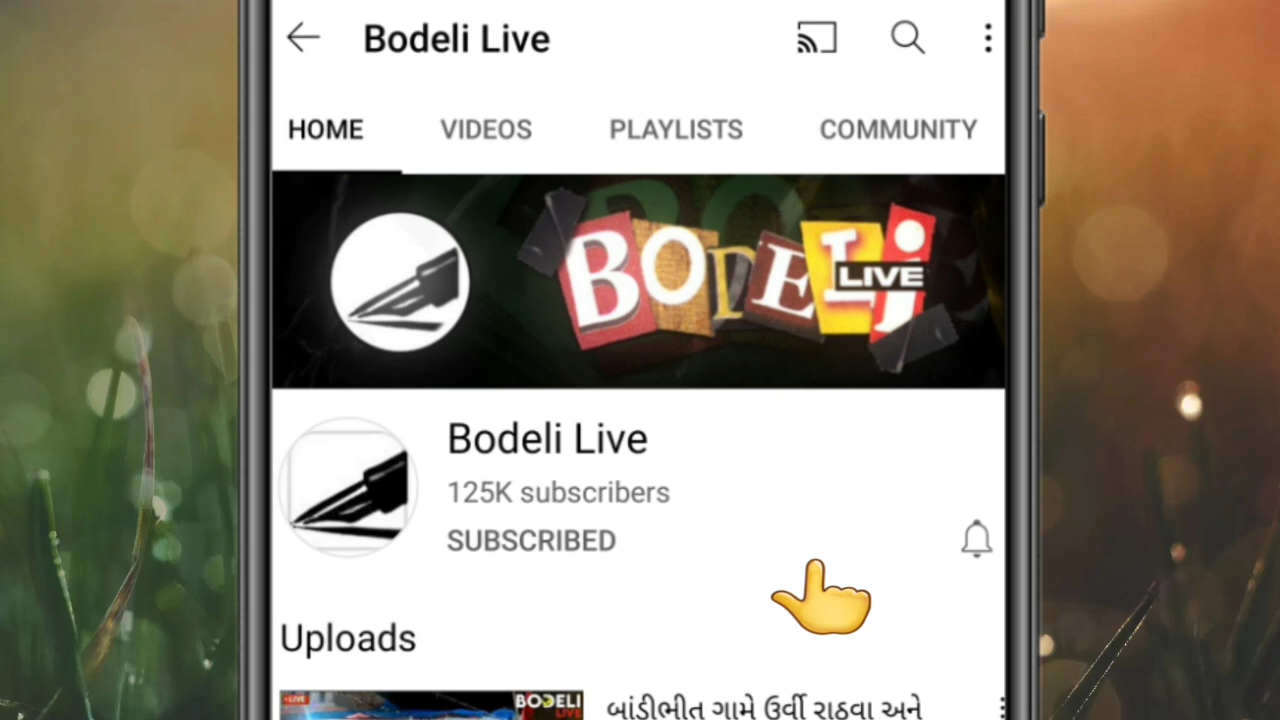 Bodeli Live
HOME VIDEOS PLAYLISTS COMMUNITY
BODELi
LIVE
Bodeli Live
125K subscribers
SUBSCRIBED
Uploads
LIVE
BODELI
LIVE
બાંડીભીત ગામે ઉર્વી રાઠવા અને